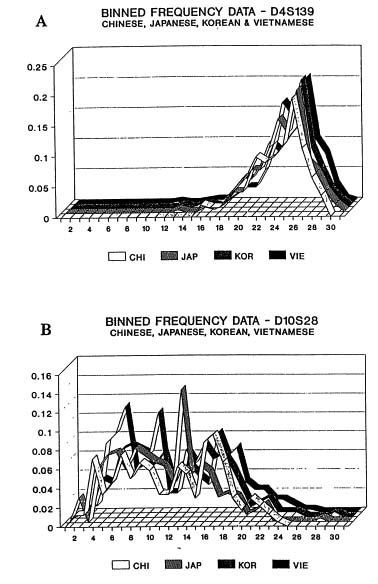 A
BINNED FREQUENCY DATA - D4S139
CHINESE, JAPANESE, KOREAN & VIETNAMESE
0.25
0.2
0.15
0.1
0.05
0
2 4 6 8 10 12 14 16 18 20 22 24 26 28 30
CHI JAP KOR VIE
B
BINNED FREQUENCY DATA - D10S28
CHINESE, JAPANESE, KOREAN, VIETNAMESE
0.16
0.14
0.12
0.1
0.08
0.06
0.04
0.02
0
2 4 6 8 10 12 14 16 18 20 22 24 26 28 30
CHI JAP KOR VIE